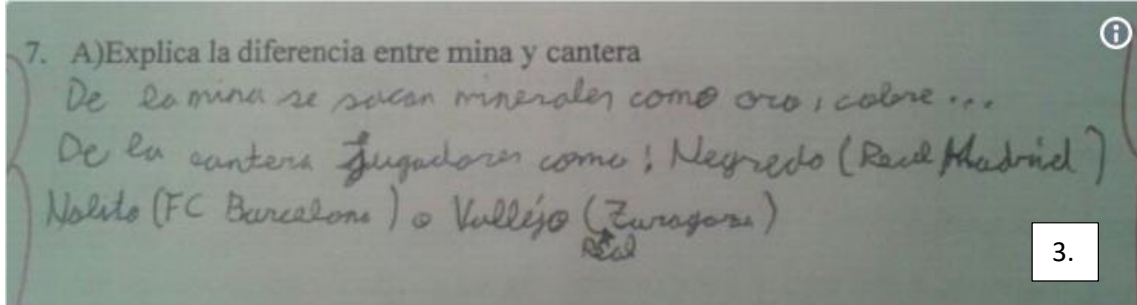 7. A)Explica la diferencia entre mina y cantera
De la mina se sacan minerales como oro, cobre...
De la cantera jugadores como: Negredo (Real Madrid)
Nolito (FC Barcelona) o Vallejo (Zaragoza)
Real
3.